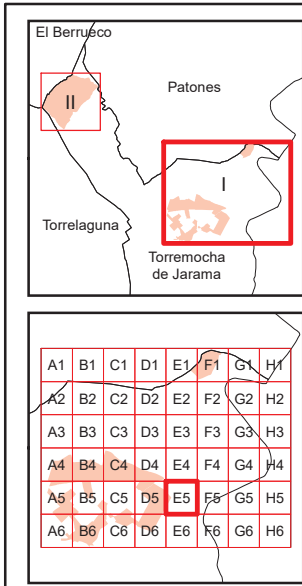 El Berrueco
Patones
II
I
Torrelaguna
Torremocha
de Jarama
A1 B1 C1 D1 E1 F1 G1 H1
A2 B2 C2 D2 E2 F2 G2 H2
A3 B3 C3 D3 E3 F3 G3 H3
A4 B4 C4 D4 E4 F4 G4 H4
A5 B5 C5 D5 E5 F5 G5 H5
A6 B6 C6 D6 E6 F6 G6 H6